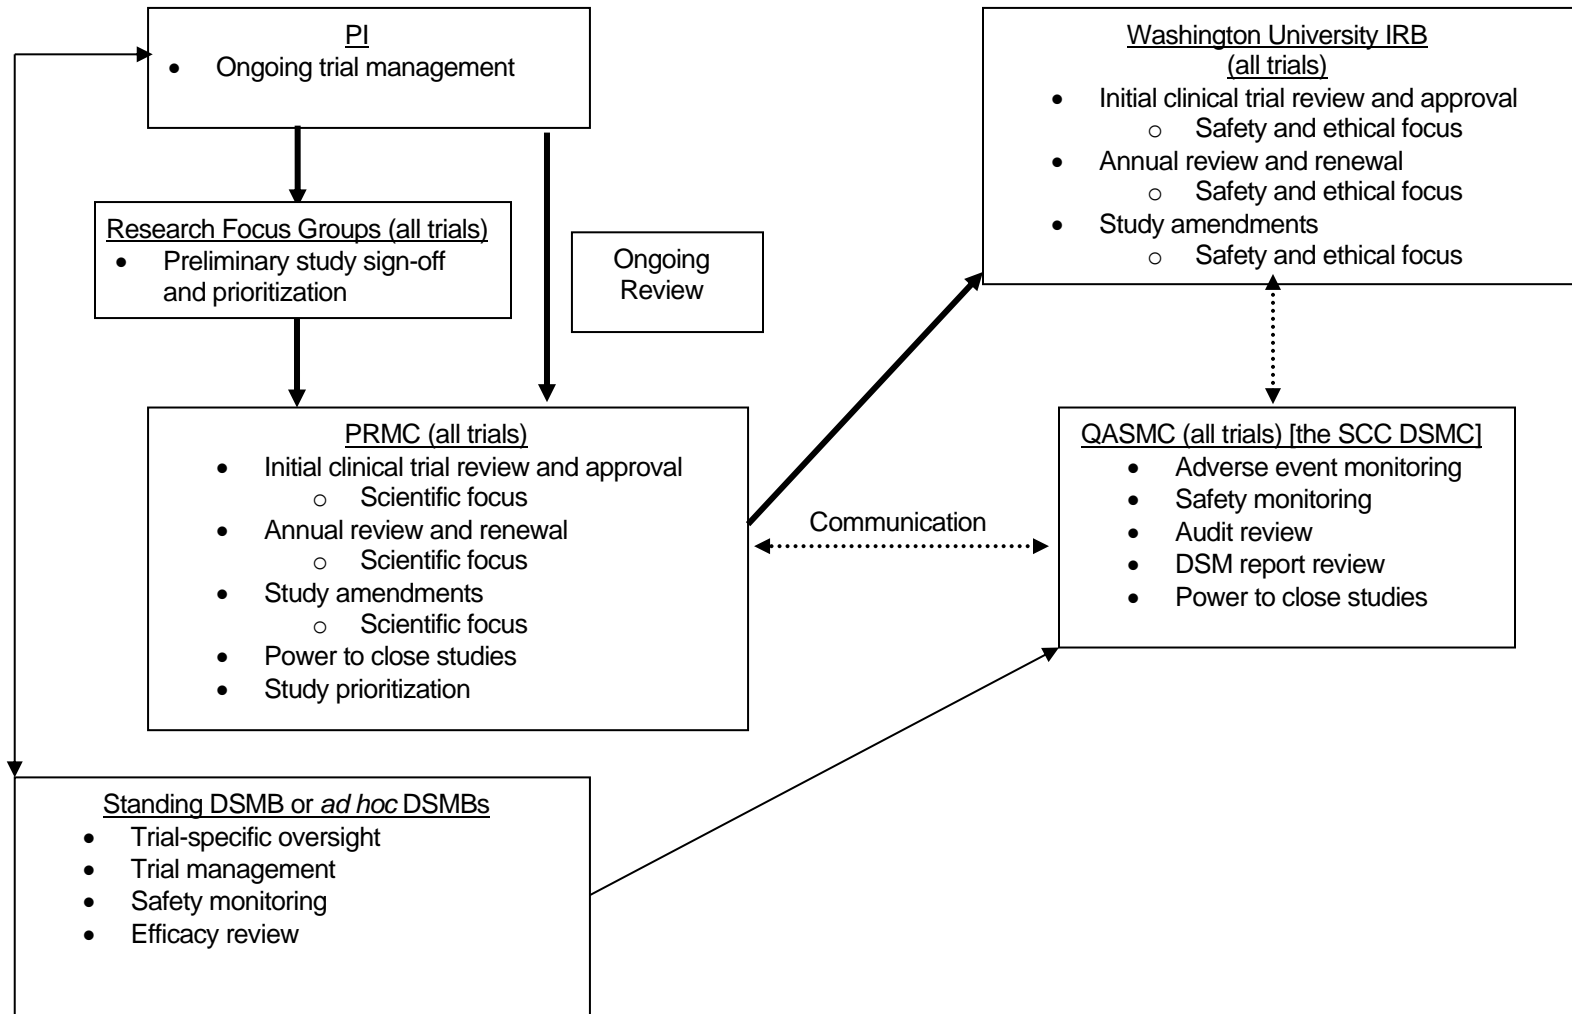 PI
• Ongoing trial management
Washington University IRB
(all trials)
• Initial clinical trial review and approval
o Safety and ethical focus
• Annual review and renewal
o Safety and ethical focus
• Study amendments
o Safety and ethical focus
Research Focus Groups (all trials)
• Preliminary study sign-off
and prioritization
Ongoing
Review
PRMC (all trials)
• Initial clinical trial review and approval
o Scientific focus
• Annual review and renewal
o Scientific focus
• Study amendments
o Scientific focus
• Power to close studies
• Study prioritization
Communication
QASMC (all trials) [the SCC DSMC]
• Adverse event monitoring
• Safety monitoring
• Audit review
• DSM report review
• Power to close studies
Standing DSMB or ad hoc DSMBs
• Trial-specific oversight
• Trial management
• Safety monitoring
• Efficacy review